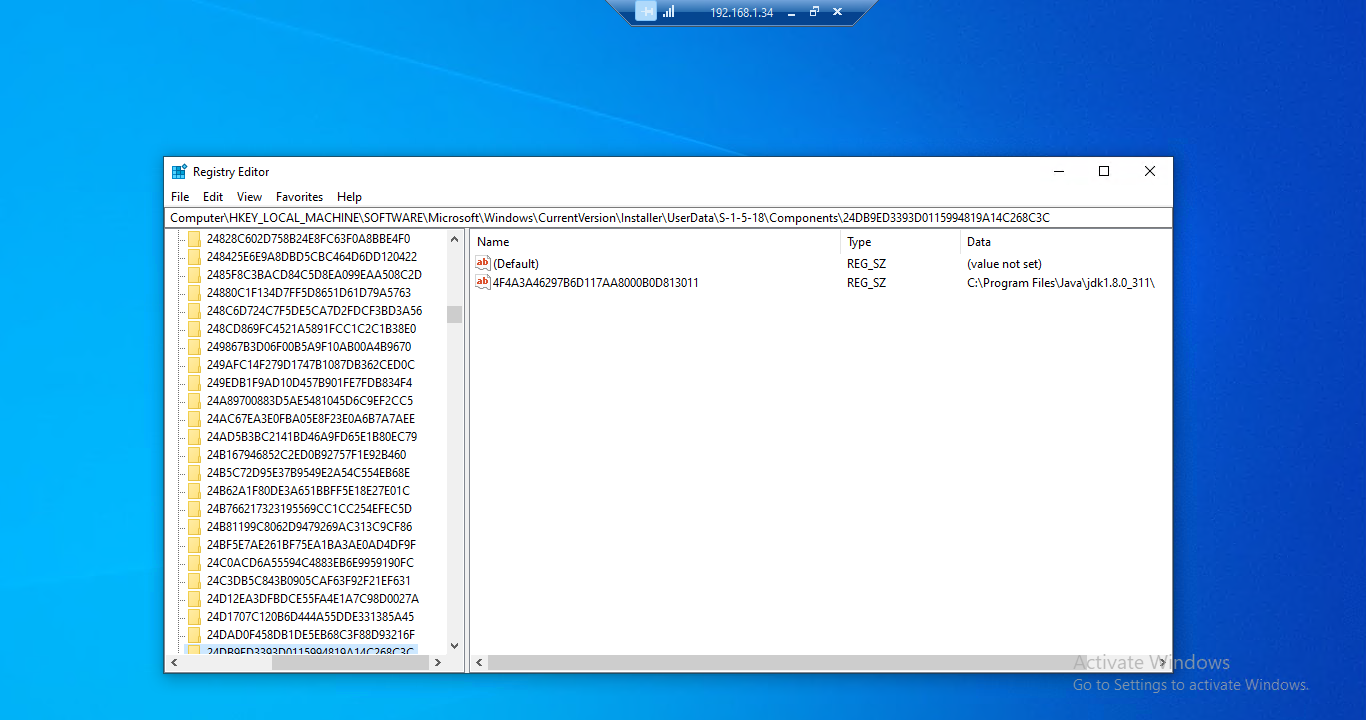 192.168.1.34
Registry Editor
File Edit View Favorites Help
Computer\HKEY_LOCAL_MACHINE\SOFTWARE\Microsoft\Windows\CurrentVersion\Installer\UserData\S-1-5-18\Components\24DB9ED3393D0115994819A14C268C3C
24828C602D758B24E8FC63F0A8BBE4F0
248425E6E9A8DBD5CBC464D6DD120422
2485F8C3BACD84C5D8EA099EAA508C2D
24880C1F134D7FF5D8651D61D79A5763
248C6D724C7F5DE5CA7D2FDCF3BD3A56
248CD869FC4521A5891FCC1C2C1B38E0
249867B3D06F00B5A9F10AB00A4B9670
249AFC14F279D1747B1087DB362CED0C
249EDB1F9AD10D457B901FE7FDB834F4
24A89700883D5AE5481045D6C9EF2CC5
24AC67EA3E0FBA05E8F23E0A6B7A7AEE
24AD5B3BC2141BD46A9FD65E1B80EC79
24B167946852C2ED0B92757F1E92B460
24B5C72D95E37B9549E2A54C554EB68E
24B62A1F80DE3A651BBFF5E18E27E01C
24B766217323195569CC1CC254EFEC5D
24B81199C8062D9479269AC313C9CF86
24BF5E7AE261BF75EA1BA3AE0AD4DF9F
24C0ACD6A55594C4883EB6E9959190FC
24C3DB5C843B0905CAF63F92F21EF631
24D12EA3DFBDCE55FA4E1A7C98D0027A
24D1707C120B6D444A55DDE331385A45
24DAD0F458DB1DE5EB68C3F88D93216F
24DB9ED3393D0115994819A14C268C3C
Name Type Data
(Default) REG_SZ (value not set)
4F4A3A46297B6D117AA8000B0D813011 REG_SZ C:\Program Files\Java\jdk1.8.0_311\
Activate Windows
Go to Settings to activate Windows.